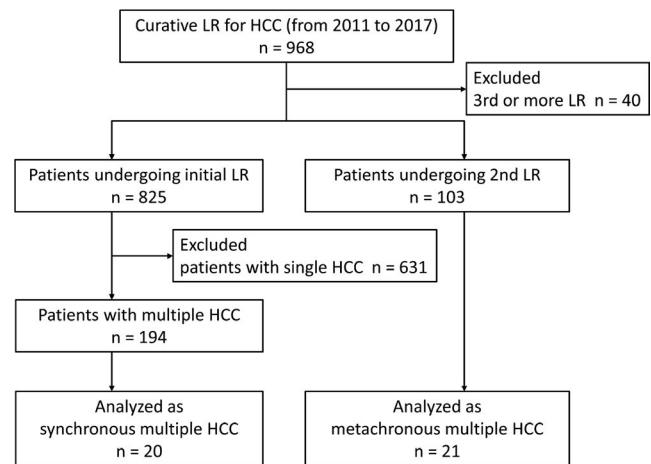 Curative LR for HCC (from 2011 to 2017)
n = 968
Excluded
3rd or more LR n = 40
Patients undergoing initial LR
n = 825
Patients undergoing 2nd LR
n = 103
Excluded
patients with single HCC n = 631
Patients with multiple HCC
n = 194
Analyzed as
synchronous multiple HCC
n = 20
Analyzed as
metachronous multiple HCC
n = 21